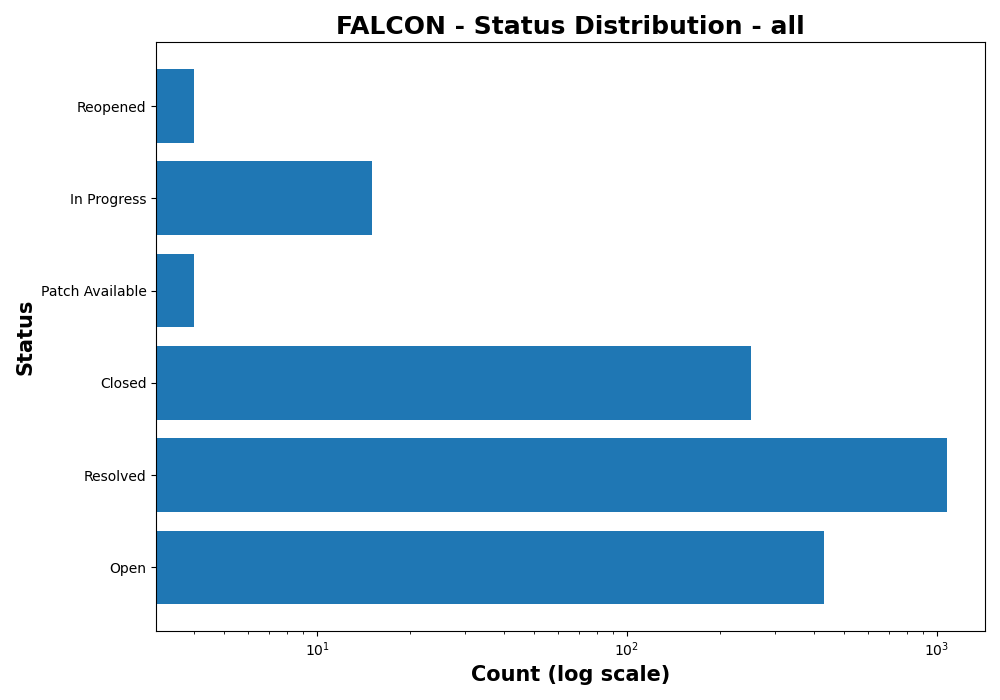 FALCON - Status Distribution - all
Status
Reopened
In Progress
Patch Available
Closed
Resolved
Open
10¹ 10² 10³
Count (log scale)